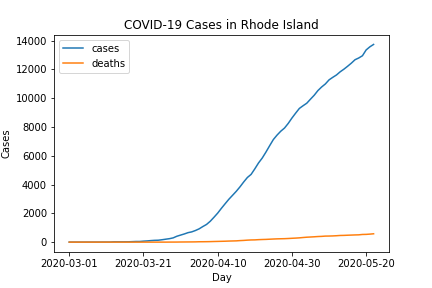 COVID-19 Cases in Rhode Island
cases
deaths
14000
12000
10000
8000
6000
4000
2000
0
Cases
2020-03-01 2020-03-21 2020-04-10 2020-04-30 2020-05-20
Day